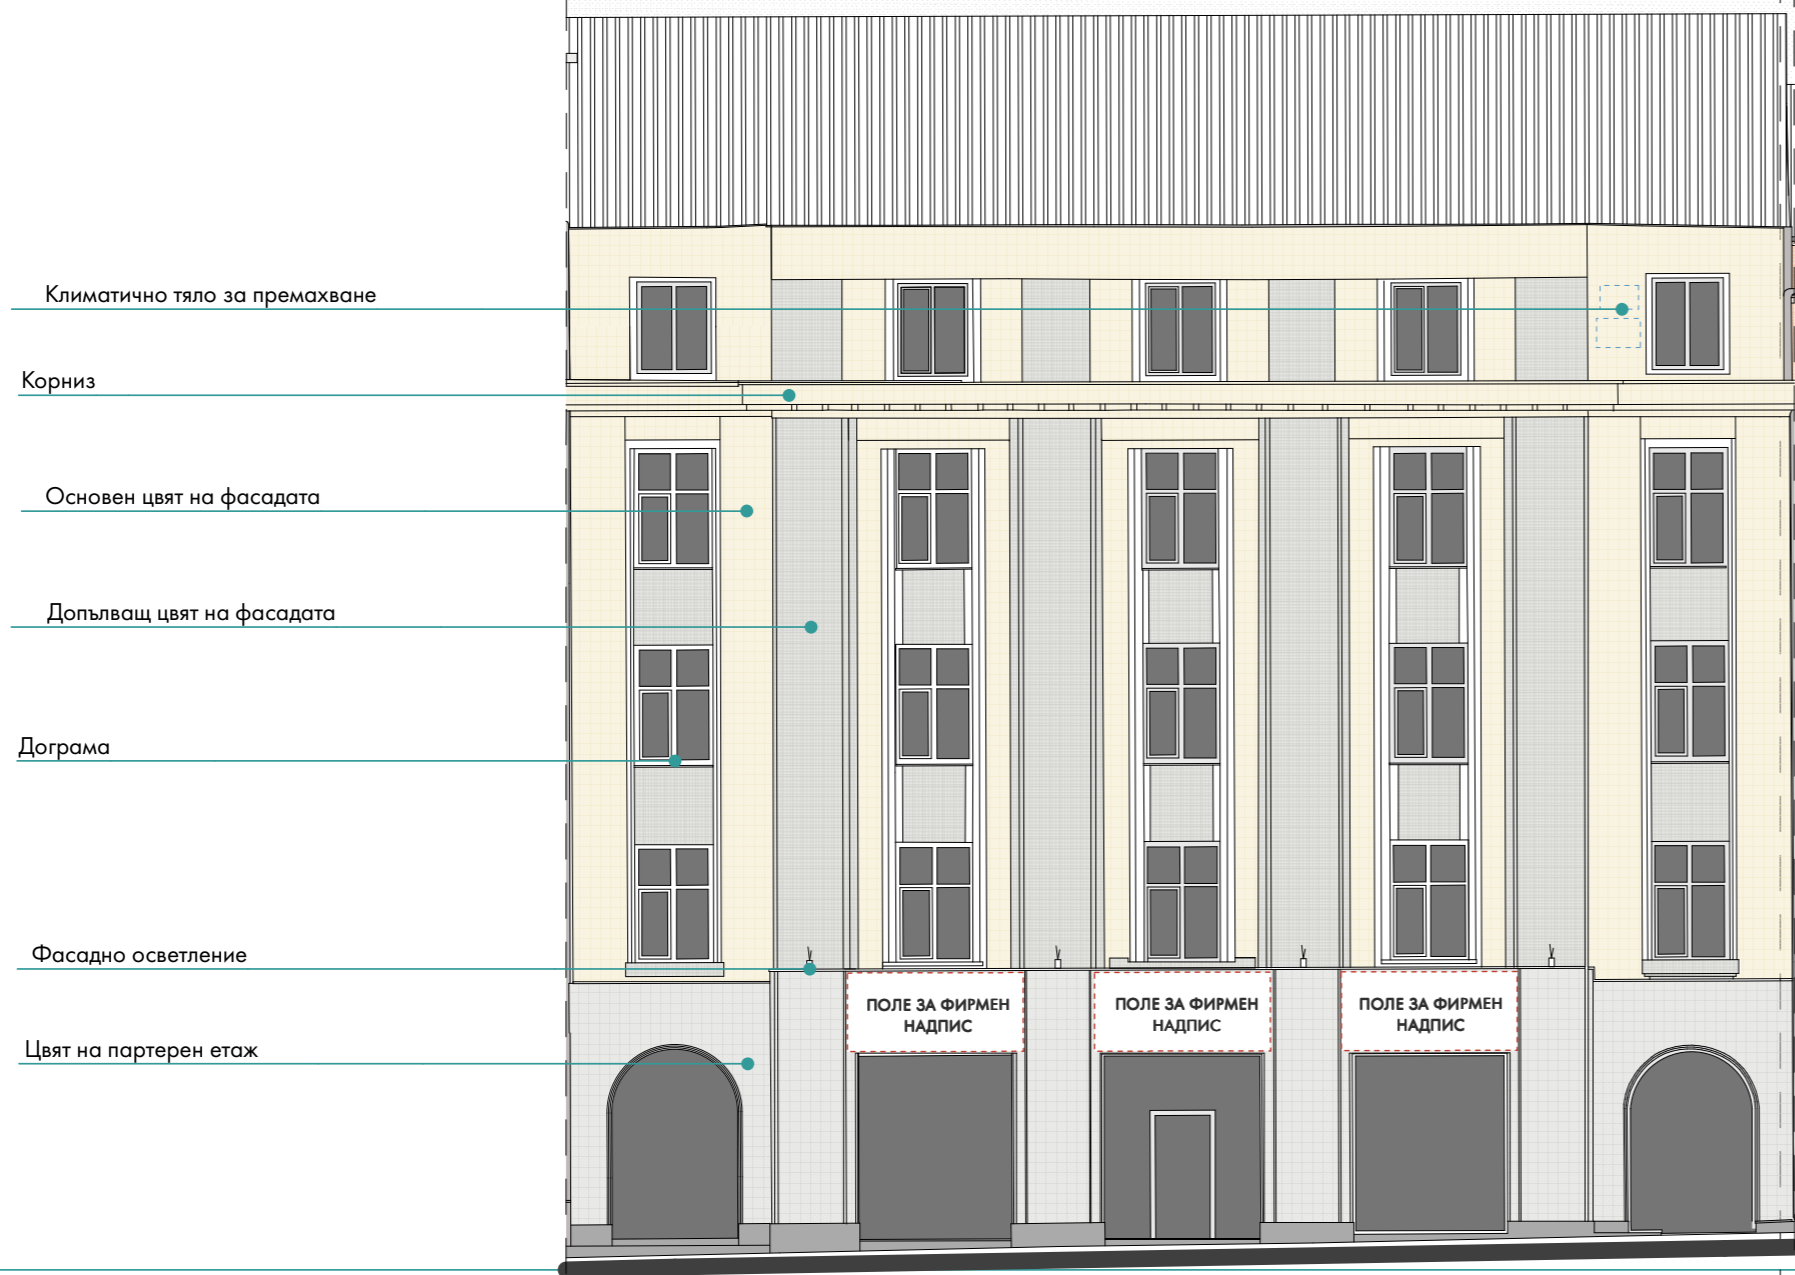 Климатично тяло за премахване
Корниз
Основен цвят на фасадата
Допълващ цвят на фасадата
Дограма
Фасадно осветление
ПОЛЕ ЗА ФИРМЕН
НАДПИС
ПОЛЕ ЗА ФИРМЕН
НАДПИС
ПОЛЕ ЗА ФИРМЕН
НАДПИС
Цвят на партерен етаж